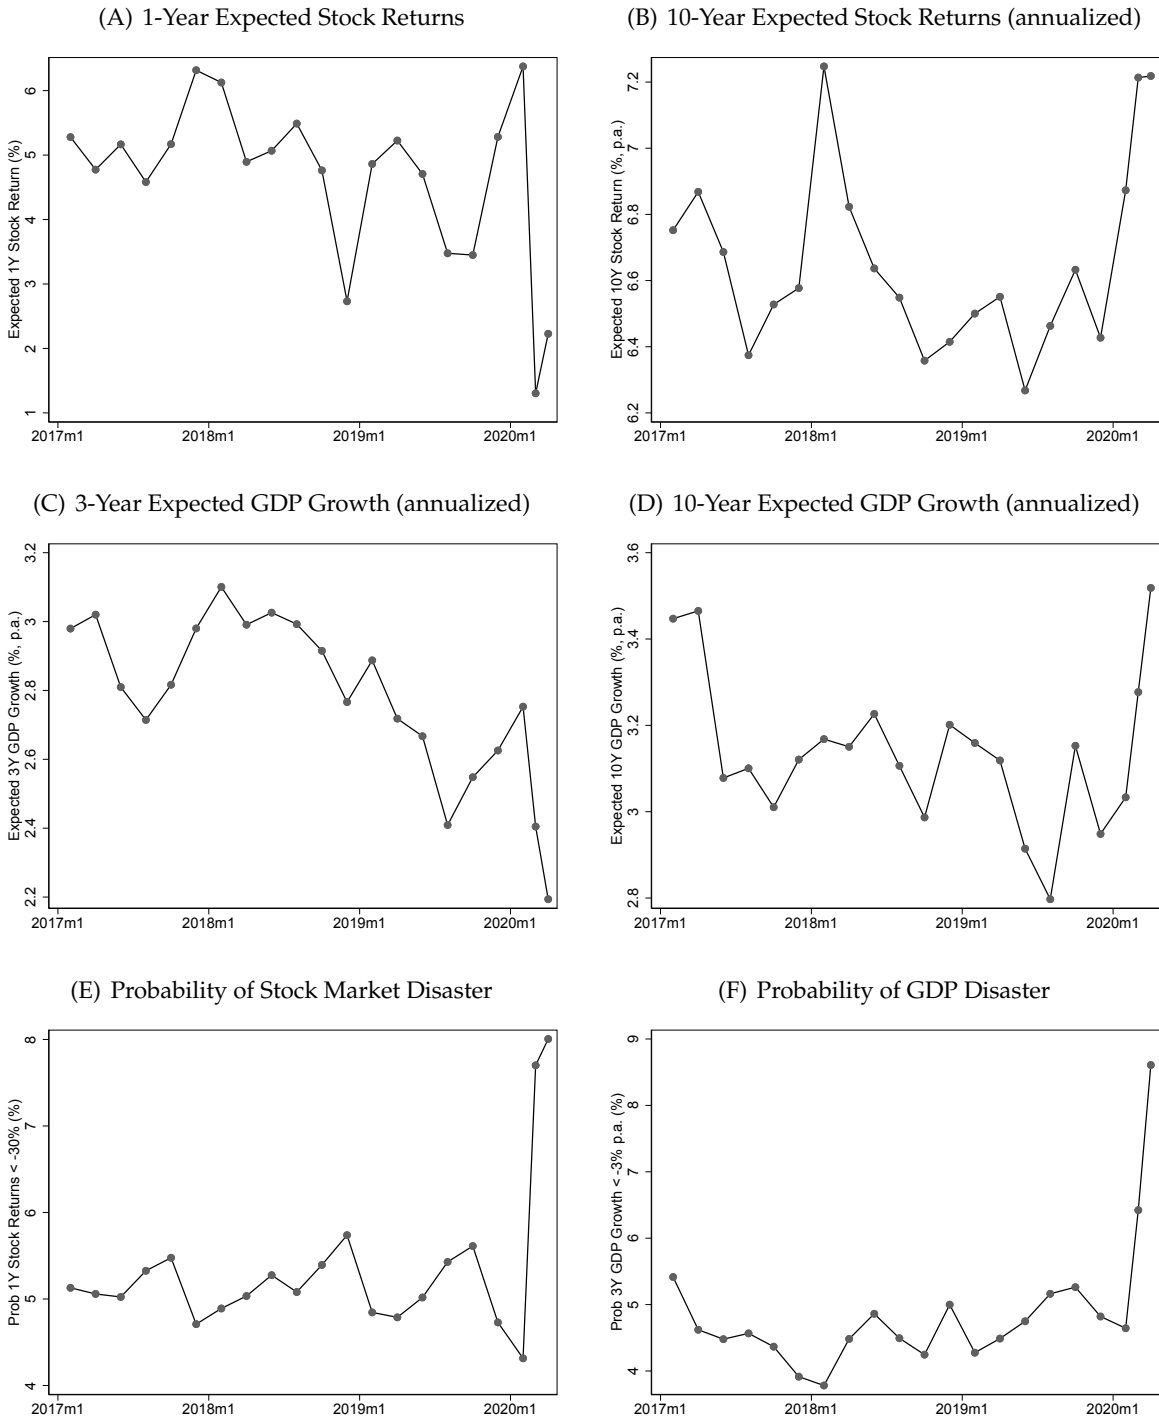 (A) 1-Year Expected Stock Returns
Expected 1Y Stock Return (%)
6
5
4
3
2
1
2017m1 2018m1 2019m1 2020m1
(B) 10-Year Expected Stock Returns (annualized)
Expected 10Y Stock Return (%, p.a.)
7.2
7
6.8
6.6
6.4
6.2
2017m1 2018m1 2019m1 2020m1
(C) 3-Year Expected GDP Growth (annualized)
Expected 3Y GDP Growth (%, p.a.)
3.2
3
2.8
2.6
2.4
2.2
2017m1 2018m1 2019m1 2020m1
(D) 10-Year Expected GDP Growth (annualized)
Expected 10Y GDP Growth (%, p.a.)
3.6
3.4
3.2
3
2.8
2017m1 2018m1 2019m1 2020m1
(E) Probability of Stock Market Disaster
Prob 1Y Stock Returns < -30% (%)
8
7
6
5
4
2017m1 2018m1 2019m1 2020m1
(F) Probability of GDP Disaster
Prob 3Y GDP Growth < -3% p.a. (%)
9
8
7
6
5
4
2017m1 2018m1 2019m1 2020m1